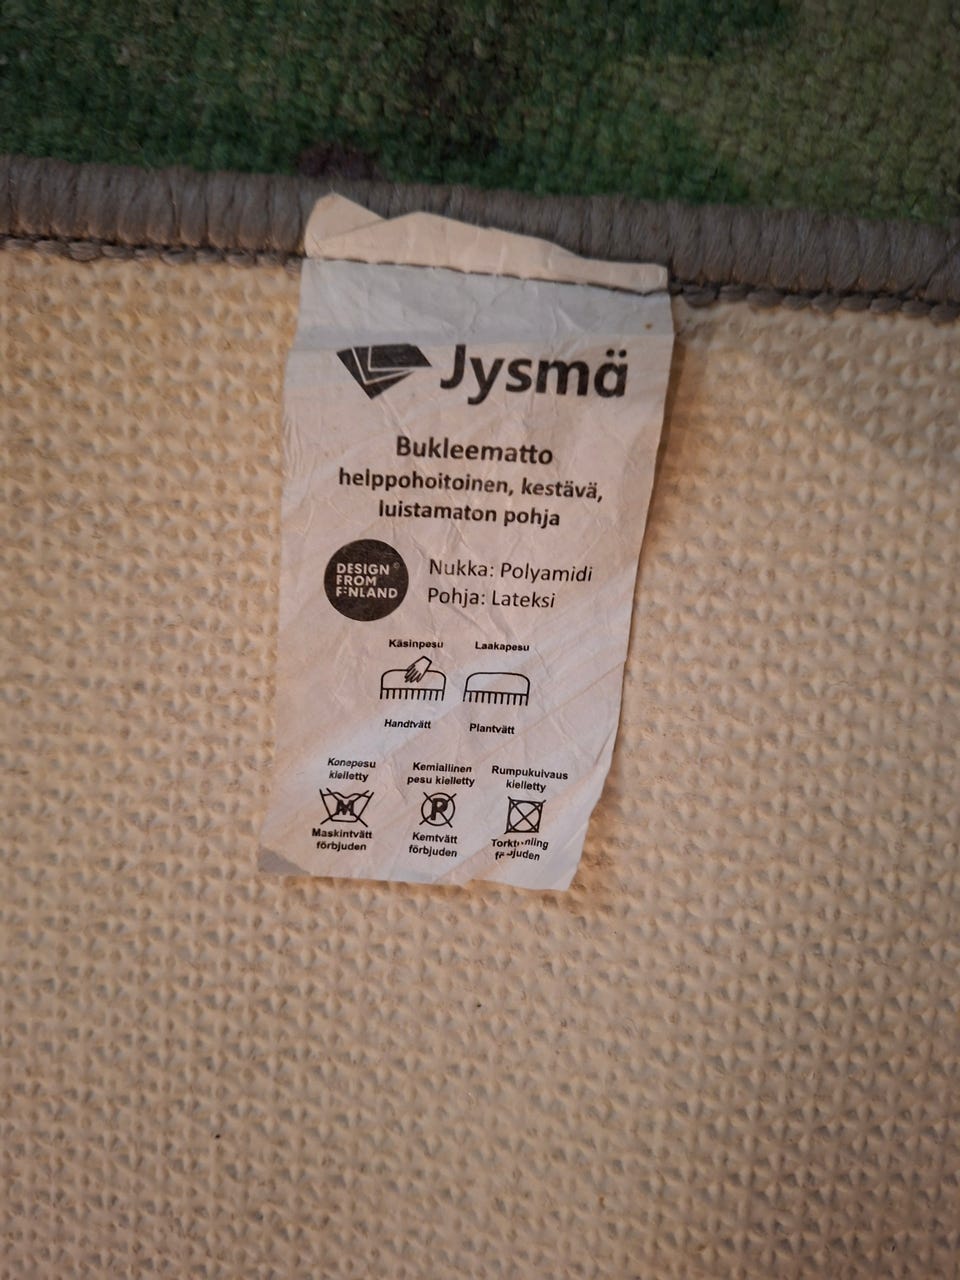 Jysmä
Bukleematto
helppohoitoinen, kestävä,
luistamaton pohja
DESIGN
FROM
FINLAND
Nukka: Polyamidi
Pohja: Lateksi
Käsinpesu
Laakapesu
Handtvätt
Plantvätt
Konepesu
kielletty
Kemiallinen
pesu kielletty
Rumpukuivaus
kielletty
M
P
Maskintvätt
förbjuden
Kemtvätt
förbjuden